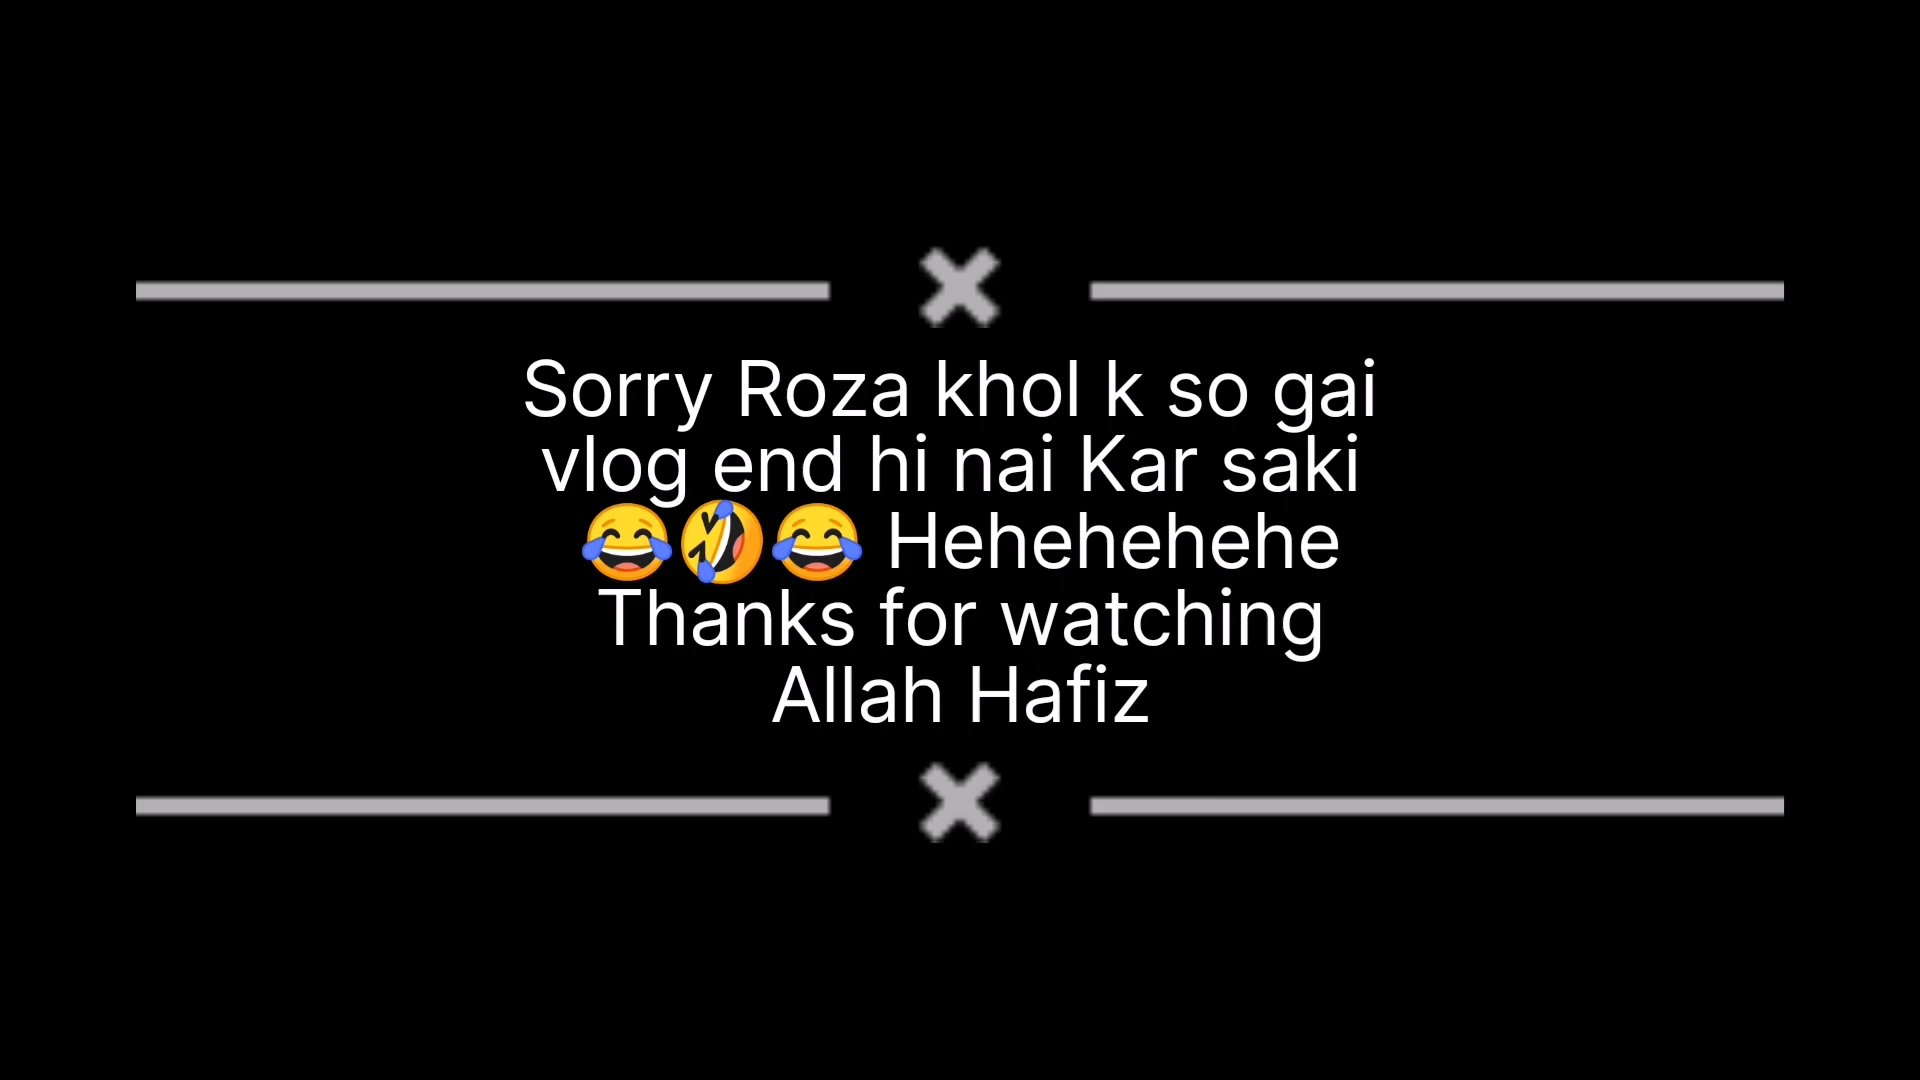 Sorry Roza khol k so gai
vlog end hi nai Kar saki
😂🤣😂 Hehehehehe
Thanks for watching
Allah Hafiz